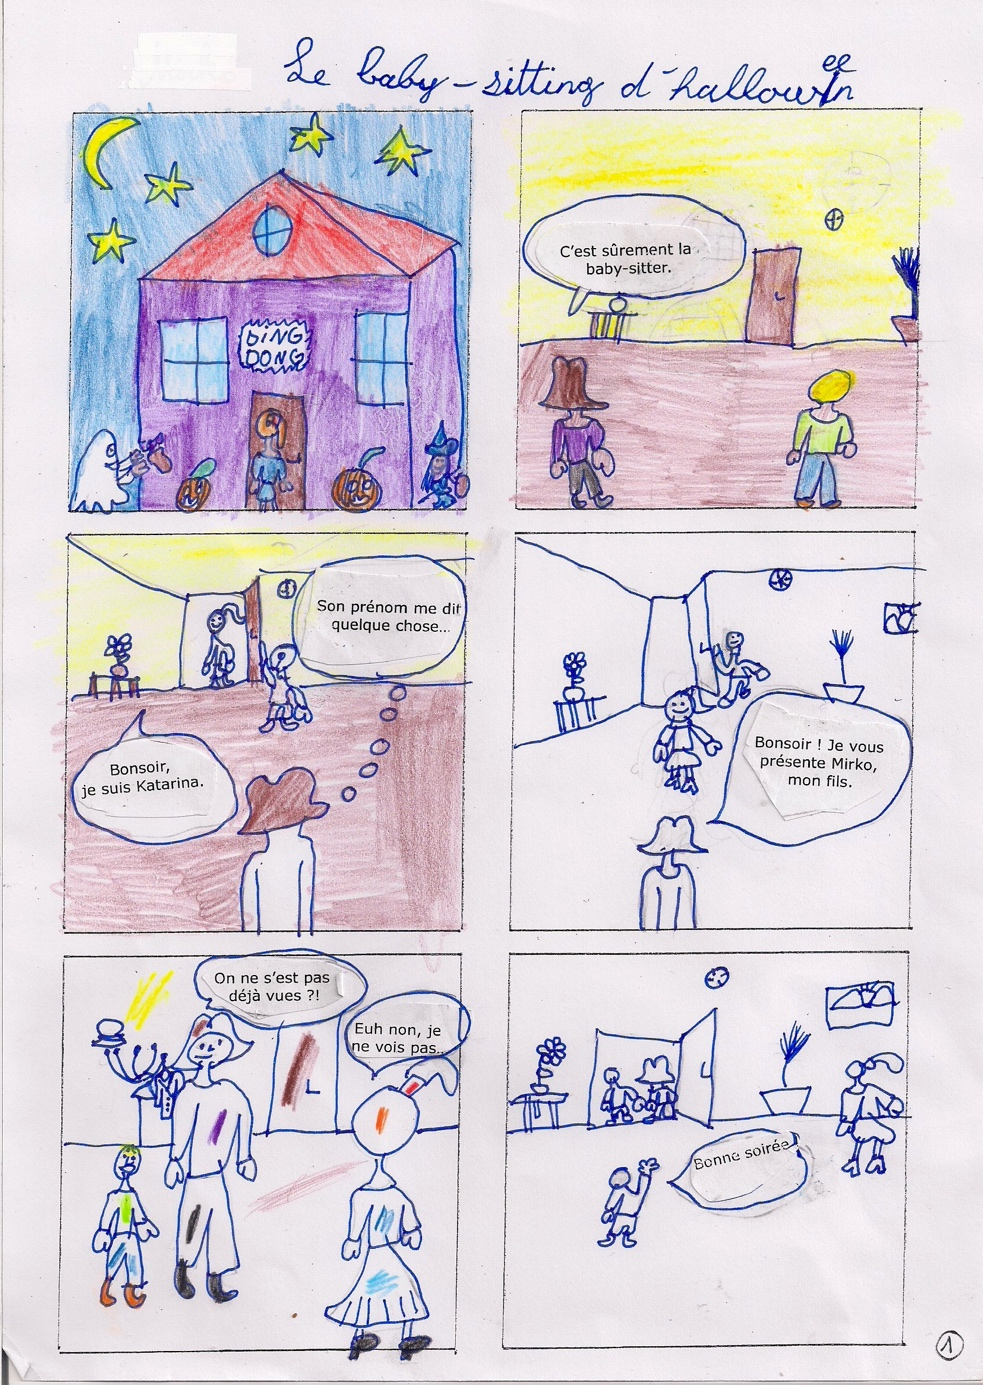 Le baby-sitting d'hallowin
ee
DING
DONG
C'est sûrement la
baby-sitter.
Son prénom me dit
quelque chose...
Bonsoir,
je suis Katarina.
Bonsoir ! Je vous
présente Mirko,
mon fils.
On ne s'est pas
déjà vues ?!
Euh non, je
ne vois pas...
Bonne soirée
1